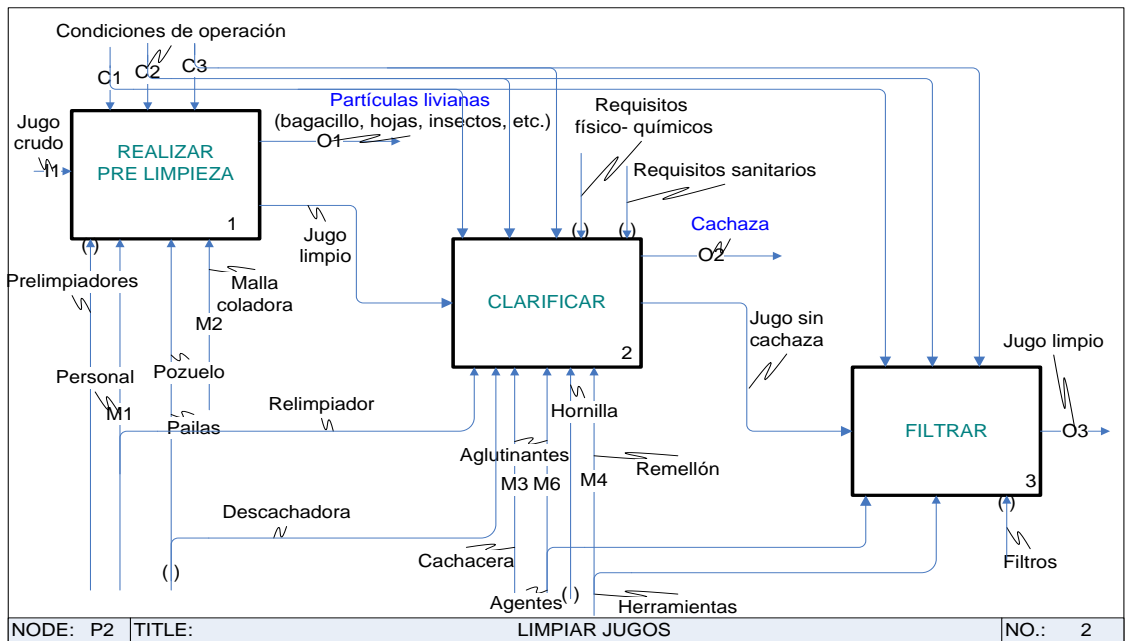 Condiciones de operación
C1
C2
C3
Partículas livianas
(bagacillo, hojas, insectos, etc.)
O1
Requisitos
físico- químicos
Jugo
crudo
I1
REALIZAR
PRE LIMPIEZA
1
Requisitos sanitarios
( )
( )
( )
Jugo
limpio
Cachaza
O2
Prelimpiadores
Malla
coladora
M2
CLARIFICAR
2
Jugo sin
cachaza
Jugo limpio
Personal
M1
Pozuelo
Pailas
Relimpiador
Hornilla
FILTRAR
3
O3
Aglutinantes
M3
M6
M4
Remellón
( )
Descachadora
( )
Cachacera
Filtros
Agentes
( )
Herramientas
NODE: P2
TITLE:
LIMPIAR JUGOS
NO.: 2